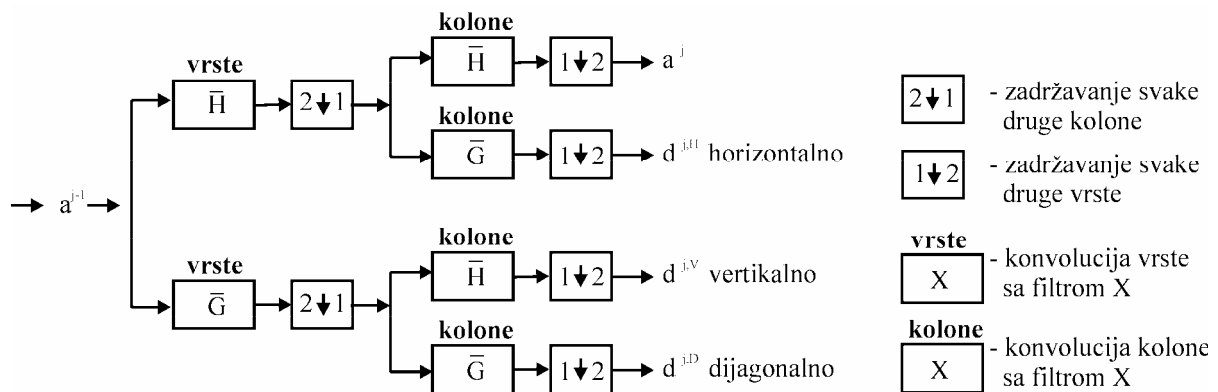 kolone
vrste
H̅
1↓2
a^j
H̅
2↓1
kolone
G̅
1↓2
d^{j,H} horizontalno
a^{j-1}
kolone
vrste
H̅
1↓2
d^{j,V} vertikalno
G̅
2↓1
kolone
G̅
1↓2
d^{j,D} dijagonalno
2↓1
- zadržavanje svake
druge kolone
1↓2
- zadržavanje svake
druge vrste
vrste
X
- konvolucija vrste
sa filtrom X
kolone
X
- konvolucija kolone
sa filtrom X